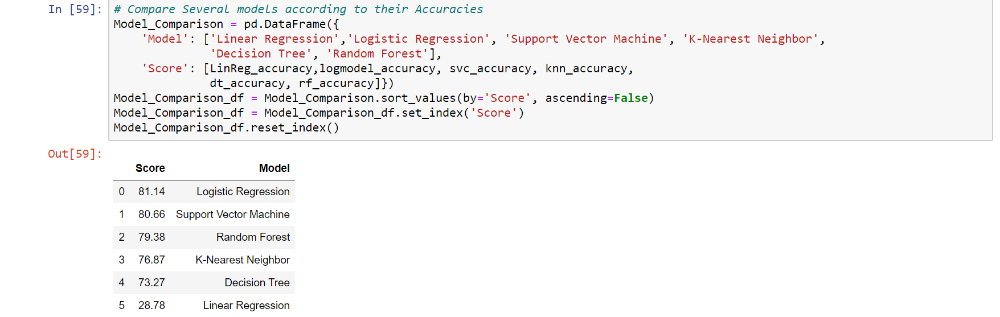 In [59]: # Compare Several models according to their Accuracies
Model_Comparison = pd.DataFrame({
    'Model': ['Linear Regression','Logistic Regression', 'Support Vector Machine', 'K-Nearest Neighbor',
              'Decision Tree', 'Random Forest'],
    'Score': [LinReg_accuracy,logmodel_accuracy, svc_accuracy, knn_accuracy,
              dt_accuracy, rf_accuracy]})
Model_Comparison_df = Model_Comparison.sort_values(by='Score', ascending=False)
Model_Comparison_df = Model_Comparison_df.set_index('Score')
Model_Comparison_df.reset_index()
Out[59]:
Score Model
0 81.14 Logistic Regression
1 80.66 Support Vector Machine
2 79.38 Random Forest
3 76.87 K-Nearest Neighbor
4 73.27 Decision Tree
5 28.78 Linear Regression